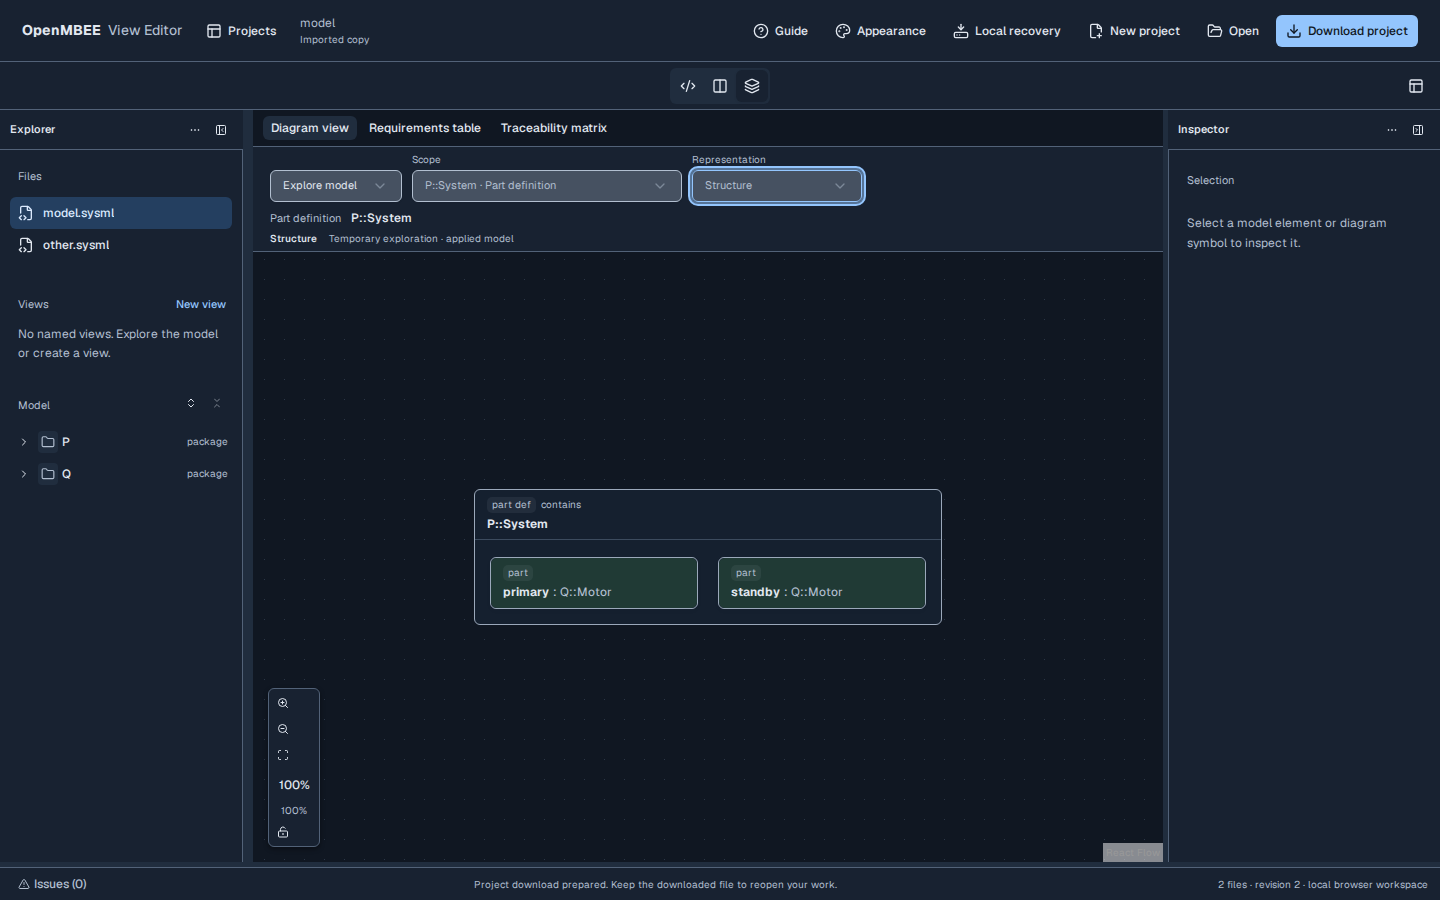 OpenMBEE View Editor
Projects
model
Imported copy
Guide
Appearance
Local recovery
New project
Open
Download project
Explorer
Files
model.sysml
other.sysml
Views
New view
No named views. Explore the model
or create a view.
Model
P
package
Q
package
Diagram view
Requirements table
Traceability matrix
Scope
Representation
Explore model
P::System · Part definition
Structure
Part definition P::System
Structure Temporary exploration · applied model
part def contains
P::System
part
primary : Q::Motor
part
standby : Q::Motor
100%
100%
React Flow
Inspector
Selection
Select a model element or diagram
symbol to inspect it.
Issues (0)
Project download prepared. Keep the downloaded file to reopen your work.
2 files · revision 2 · local browser workspace